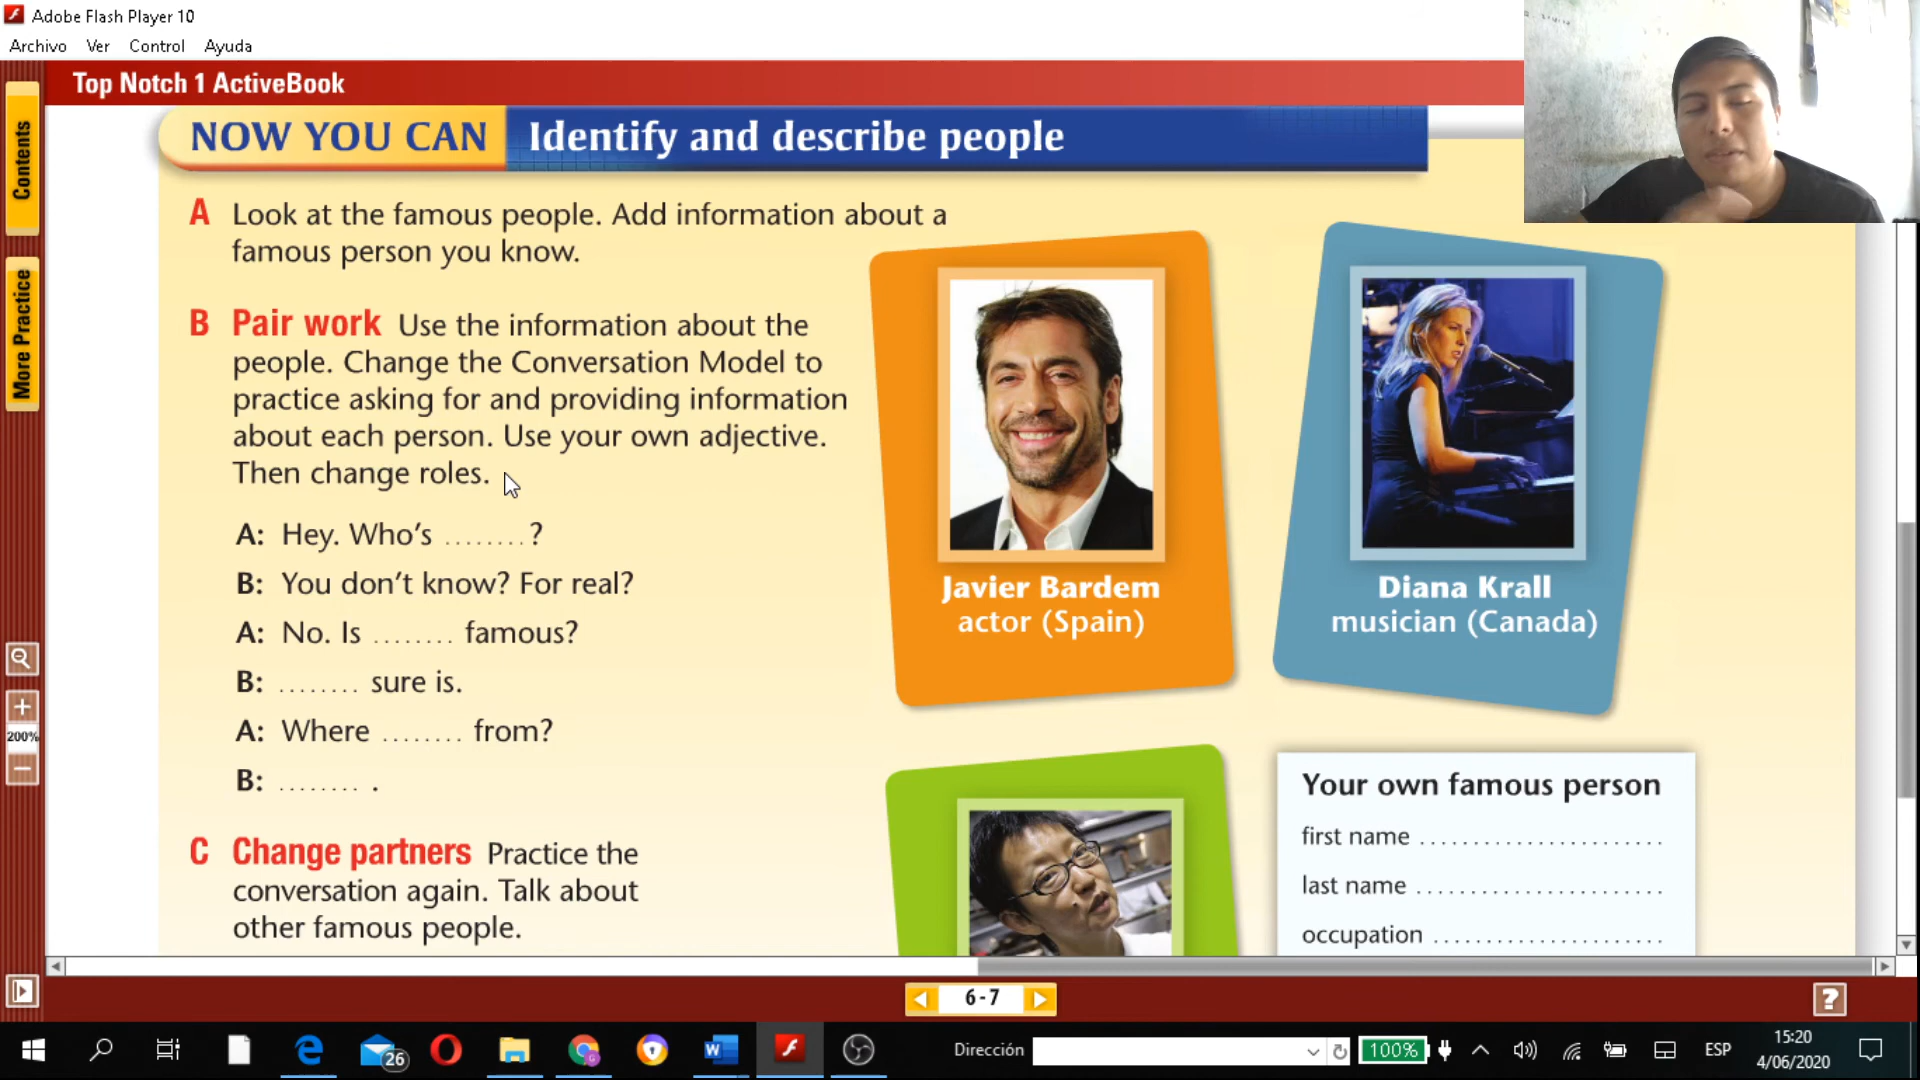 Adobe Flash Player 10
Archivo Ver Control Ayuda
Top Notch 1 ActiveBook
Contents
More Practice
NOW YOU CAN Identify and describe people
A Look at the famous people. Add information about a
famous person you know.
B Pair work Use the information about the
people. Change the Conversation Model to
practice asking for and providing information
about each person. Use your own adjective.
Then change roles.
A: Hey. Who's ........?
B: You don't know? For real?
A: No. Is ........ famous?
B: ........ sure is.
A: Where ........ from?
B: ........ .
C Change partners Practice the
conversation again. Talk about
other famous people.
Javier Bardem
actor (Spain)
Diana Krall
musician (Canada)
Your own famous person
first name ........................
last name ........................
occupation ........................
200%
6-7
?
26
Dirección
100%
ESP
15:20
4/06/2020